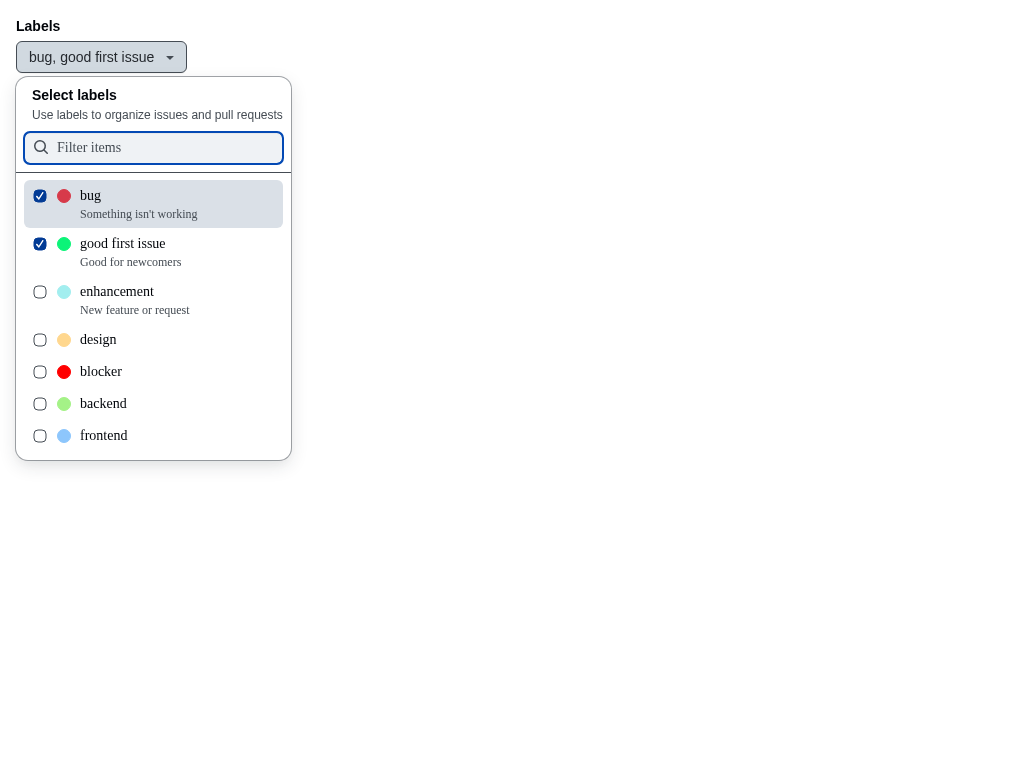 Labels
bug, good first issue
Select labels
Use labels to organize issues and pull requests
Filter items
bug
Something isn't working
good first issue
Good for newcomers
enhancement
New feature or request
design
blocker
backend
frontend